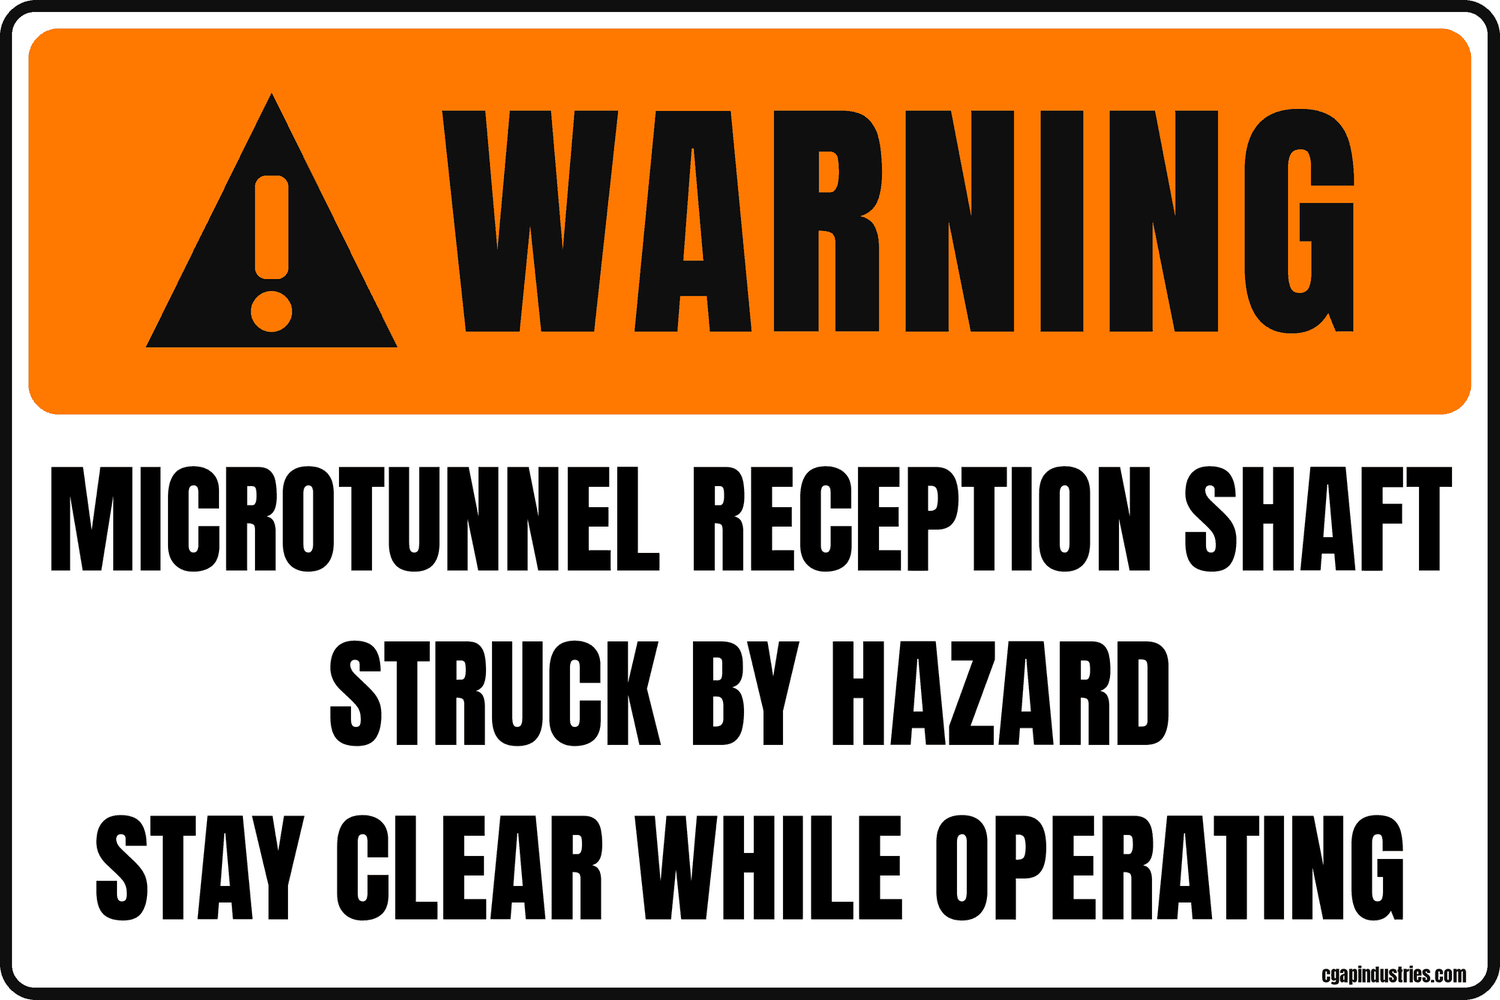 WARNING
MICROTUNNEL RECEPTION SHAFT
STRUCK BY HAZARD
STAY CLEAR WHILE OPERATING
cgapindustries.com